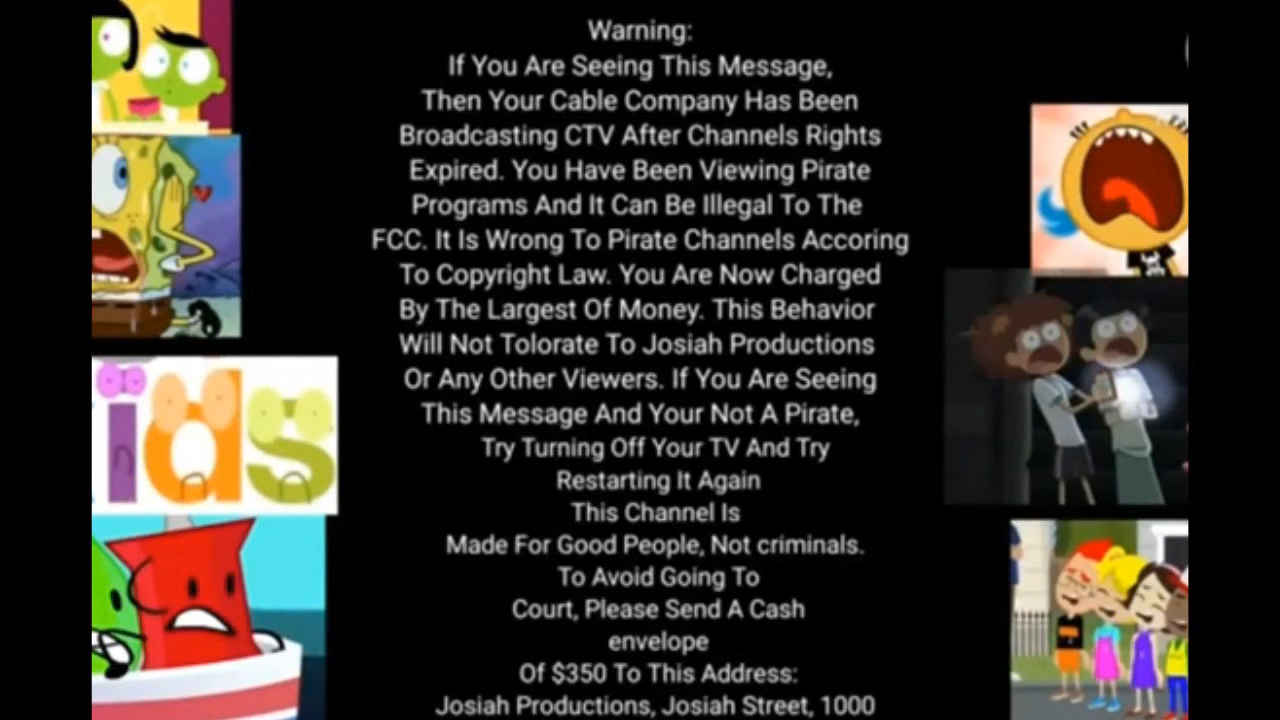 Warning:
If You Are Seeing This Message,
Then Your Cable Company Has Been
Broadcasting CTV After Channels Rights
Expired. You Have Been Viewing Pirate
Programs And It Can Be Illegal To The
FCC. It Is Wrong To Pirate Channels Accoring
To Copyright Law. You Are Now Charged
By The Largest Of Money. This Behavior
Will Not Tolorate To Josiah Productions
Or Any Other Viewers. If You Are Seeing
This Message And Your Not A Pirate,
Try Turning Off Your TV And Try
Restarting It Again
This Channel Is
Made For Good People, Not criminals.
To Avoid Going To
Court, Please Send A Cash
envelope
Of $350 To This Address:
Josiah Productions, Josiah Street, 1000
ids